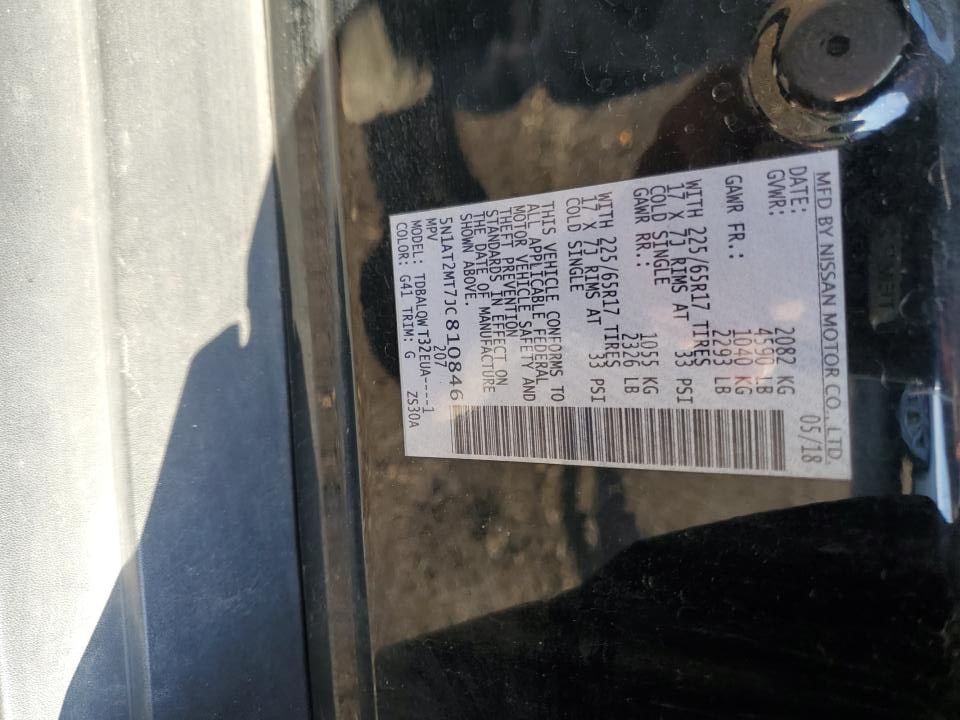 MFD BY NISSAN MOTOR CO., LTD.
DATE: 05/18
GVWR: 2082 KG
4590 LB
GAWR FR.: 1040 KG
2293 LB
WITH 225/65R17 TIRES
17 X 7J RIMS AT 33 PSI
COLD SINGLE
GAWR RR.: 1055 KG
2326 LB
WITH 225/65R17 TIRES
17 X 7J RIMS AT 33 PSI
COLD SINGLE
THIS VEHICLE CONFORMS TO
ALL APPLICABLE FEDERAL
MOTOR VEHICLE SAFETY AND
THEFT PREVENTION
STANDARDS IN EFFECT ON
THE DATE OF MANUFACTURE
SHOWN ABOVE.
5N1AT2MT7JC810846
MPV 207
MODEL: TDBALQWT32EUA----1
COLOR: G41 TRIM: G ZS30A